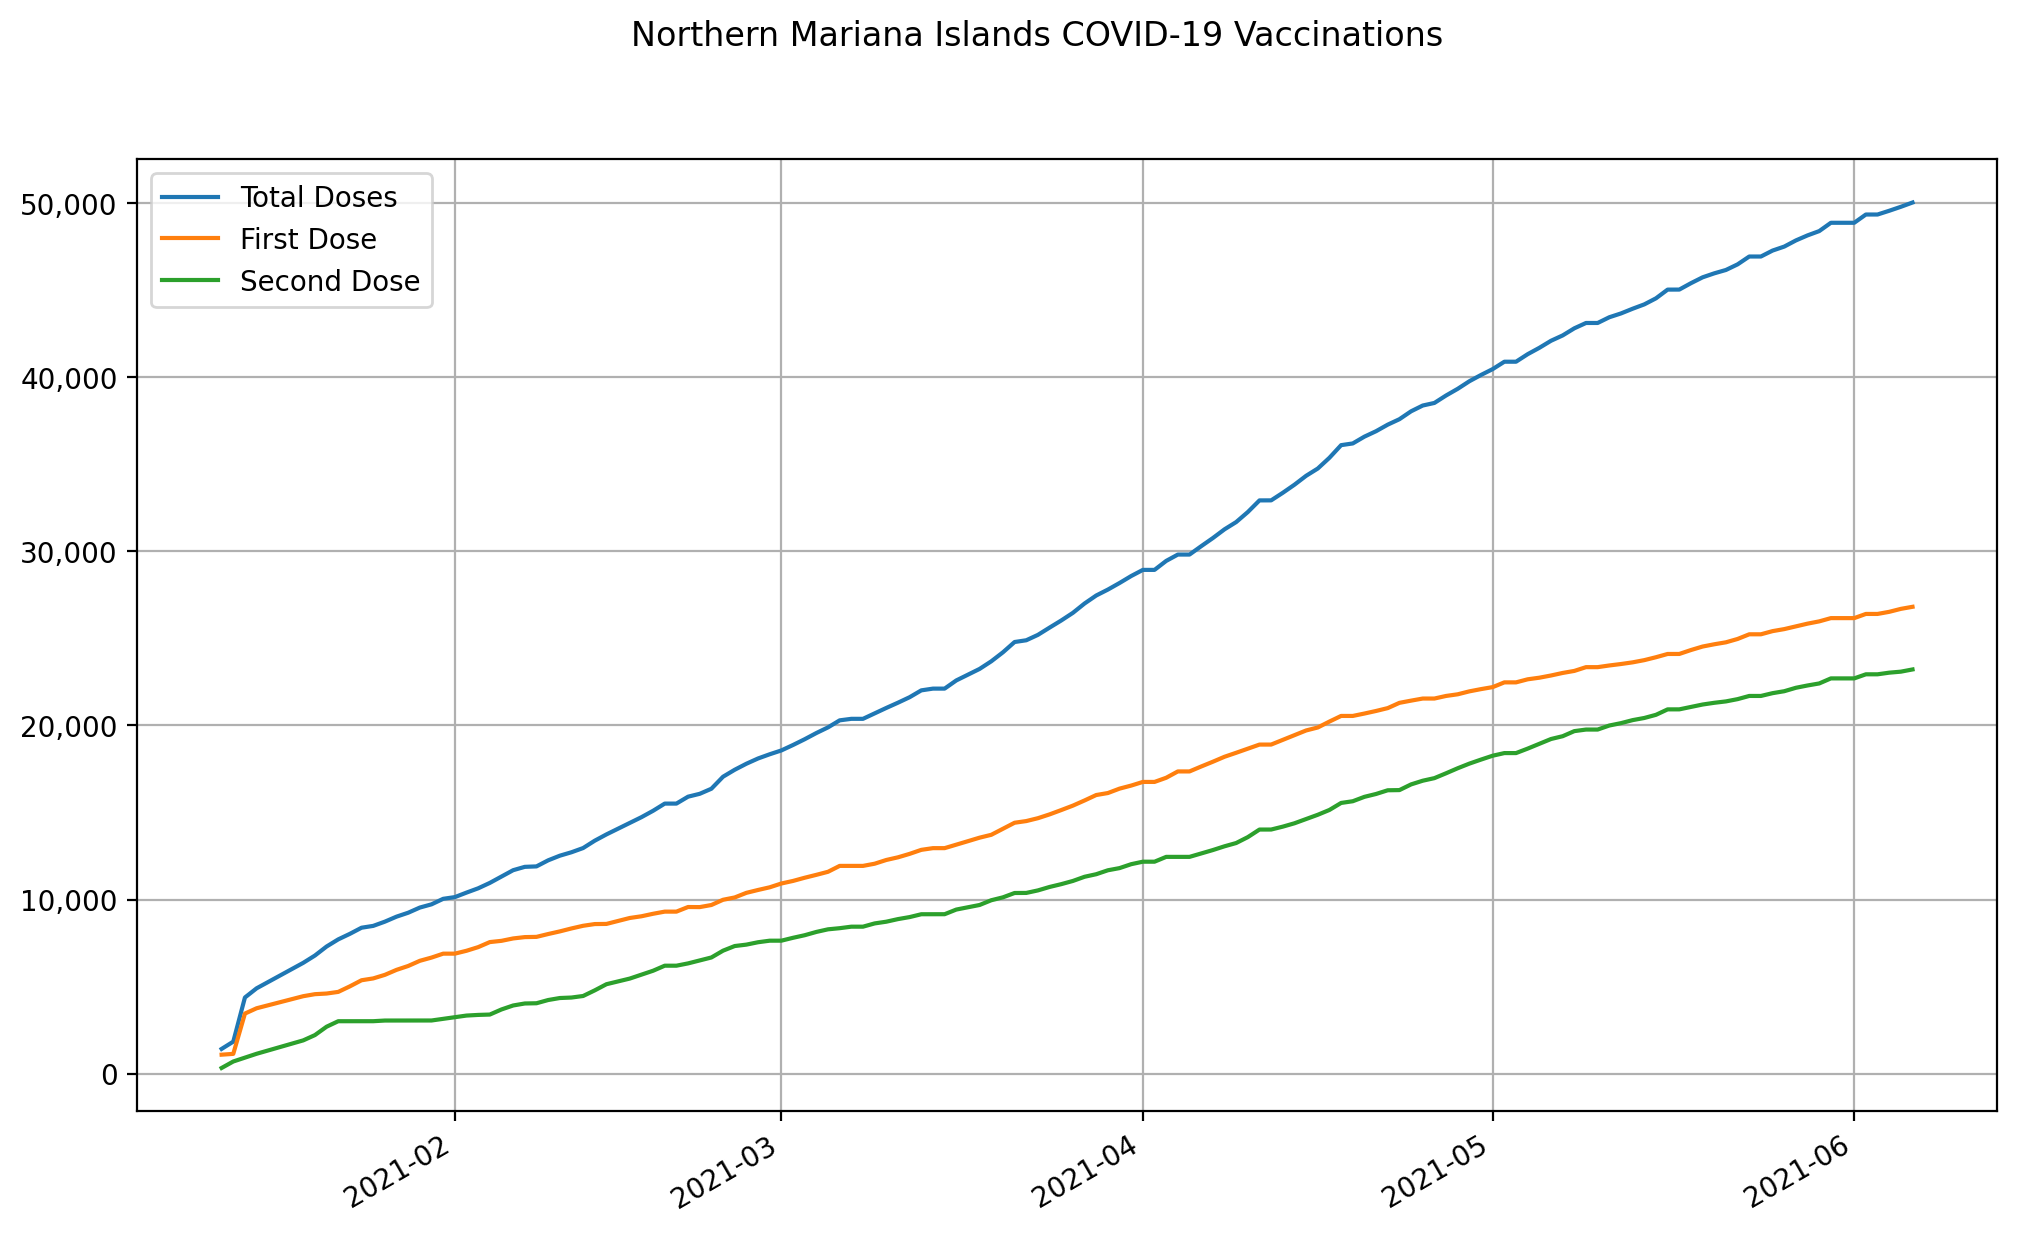 Northern Mariana Islands COVID-19 Vaccinations
Total Doses
First Dose
Second Dose
50,000
40,000
30,000
20,000
10,000
0
2021-02
2021-03
2021-04
2021-05
2021-06